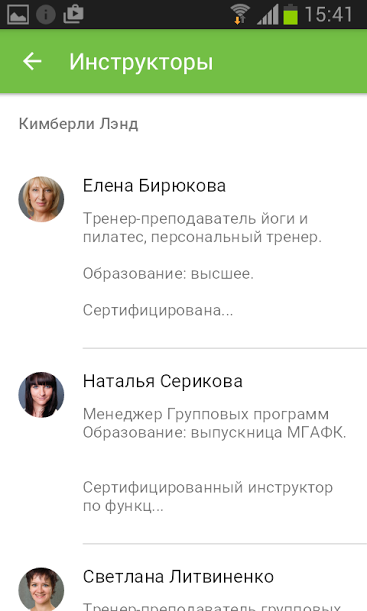 15:41
Инструкторы
Кимберли Лэнд
Елена Бирюкова
Тренер-преподаватель йоги и
пилатес, персональный тренер.
Образование: высшее.
Сертифицирована...
Наталья Серикова
Менеджер Групповых программ
Образование: выпускница МГАФК.
Сертифицированный инструктор
по функц...
Светлана Литвиненко
Тренер-преподаватель групповых